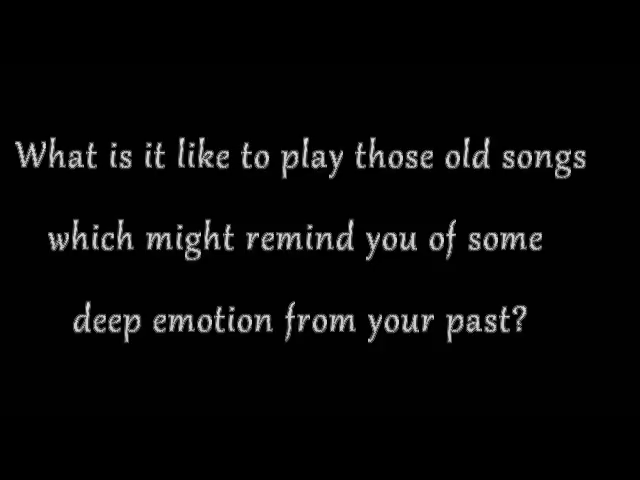 What is it like to play those old songs
which might remind you of some
deep emotion from your past?